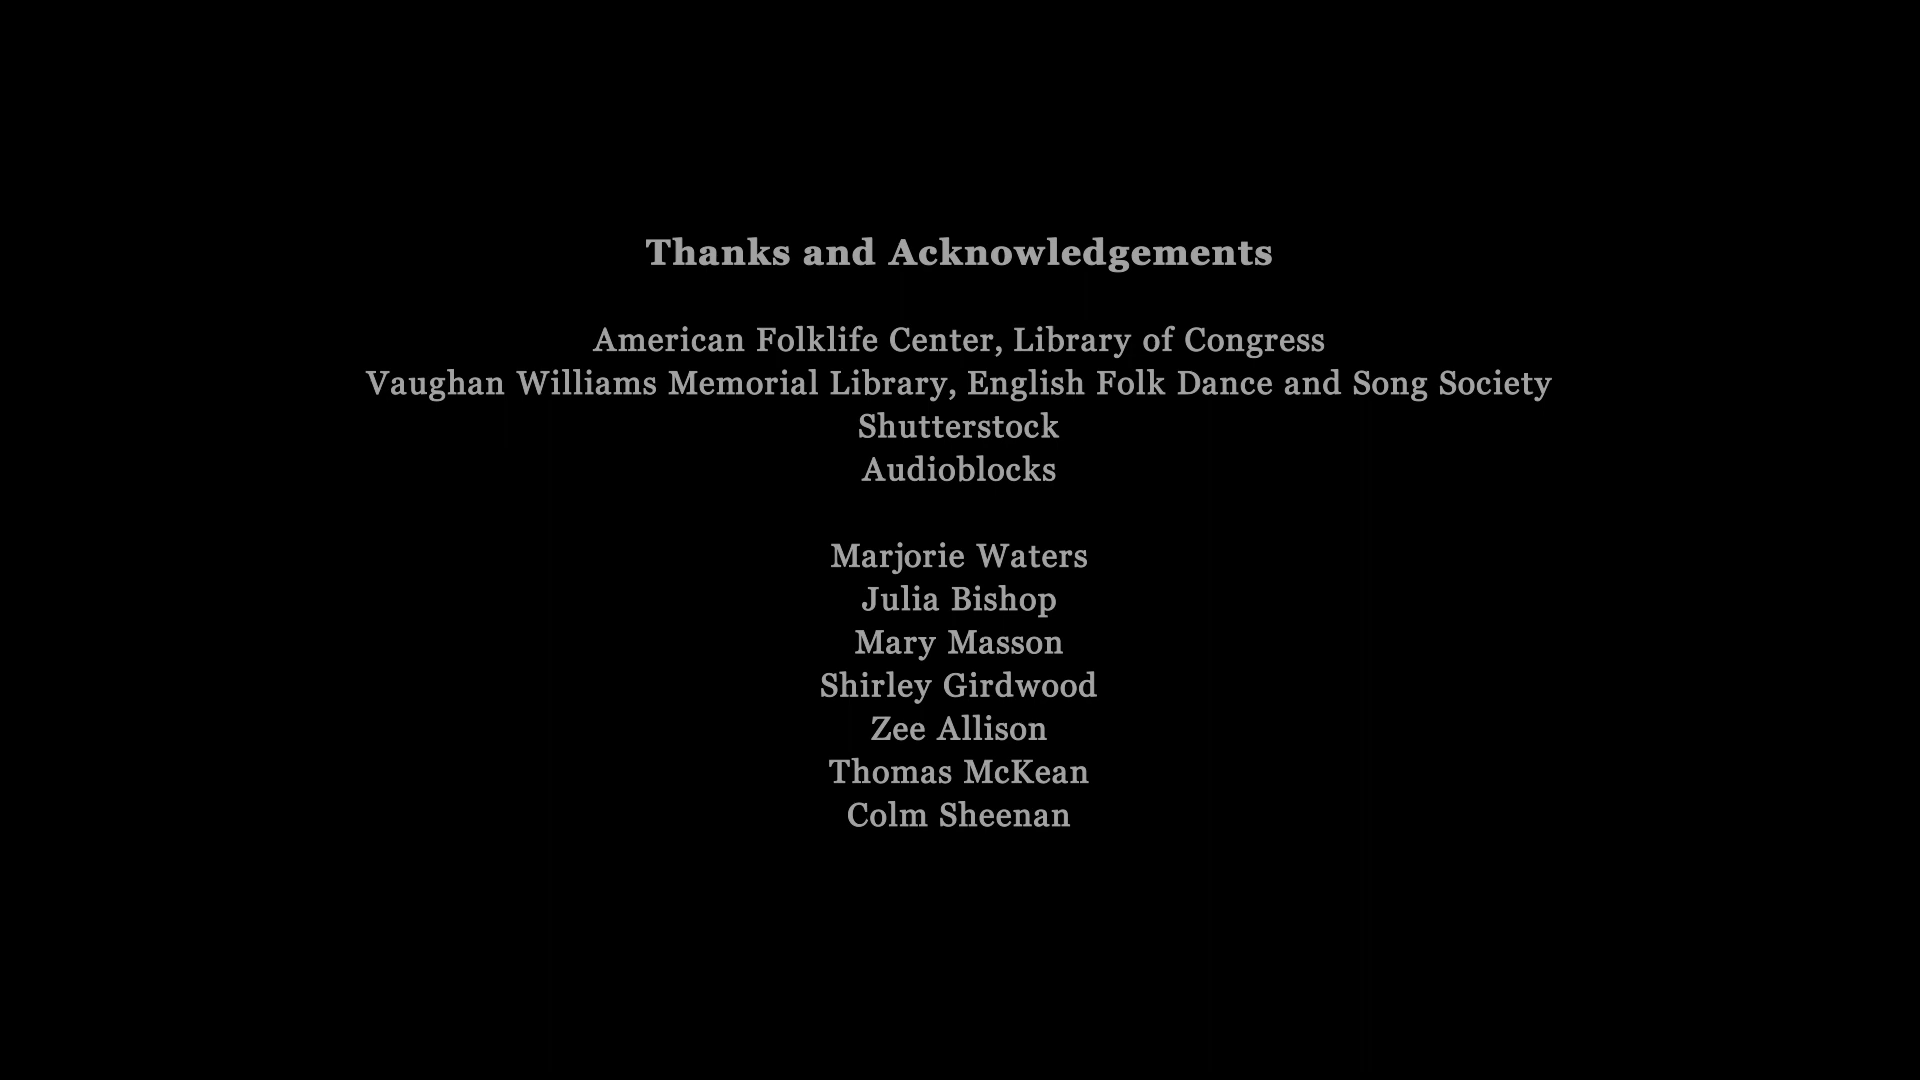 Thanks and Acknowledgements
American Folklife Center, Library of Congress
Vaughan Williams Memorial Library, English Folk Dance and Song Society
Shutterstock
Audioblocks
Marjorie Waters
Julia Bishop
Mary Masson
Shirley Girdwood
Zee Allison
Thomas McKean
Colm Sheenan